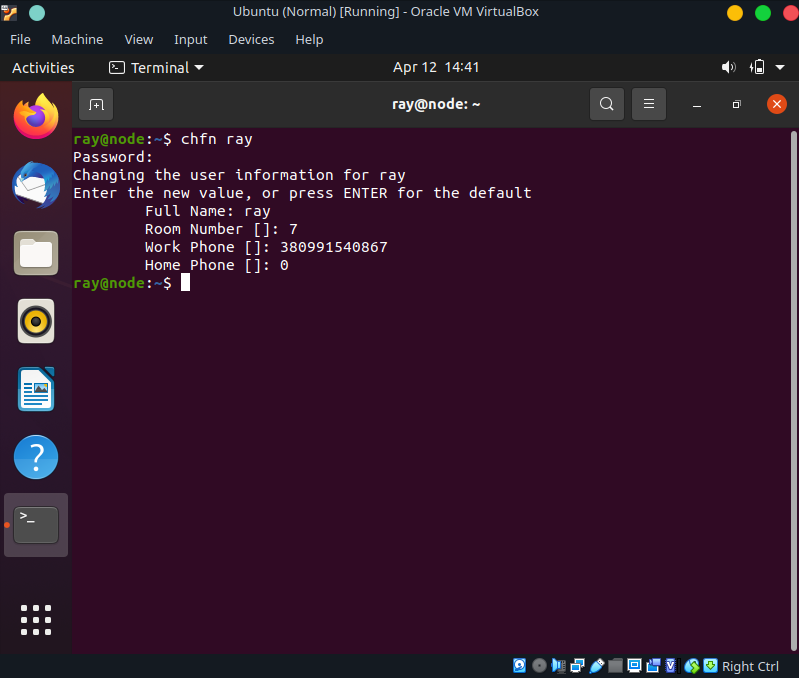 Ubuntu (Normal) [Running] - Oracle VM VirtualBox
File Machine View Input Devices Help
Activities Terminal Apr 12 14:41
ray@node: ~
ray@node:~$ chfn ray
Password:
Changing the user information for ray
Enter the new value, or press ENTER for the default
Full Name: ray
Room Number []: 7
Work Phone []: 380991540867
Home Phone []: 0
ray@node:~$
Right Ctrl